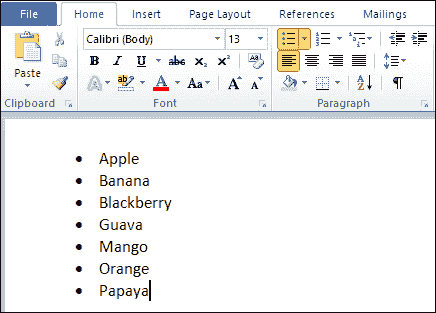 File Home Insert Page Layout References Mailings
Calibri (Body) 13
Paste
B I U abc x₂ x²
A ab A Aa A A
Clipboard Font Paragraph
• Apple
• Banana
• Blackberry
• Guava
• Mango
• Orange
• Papaya